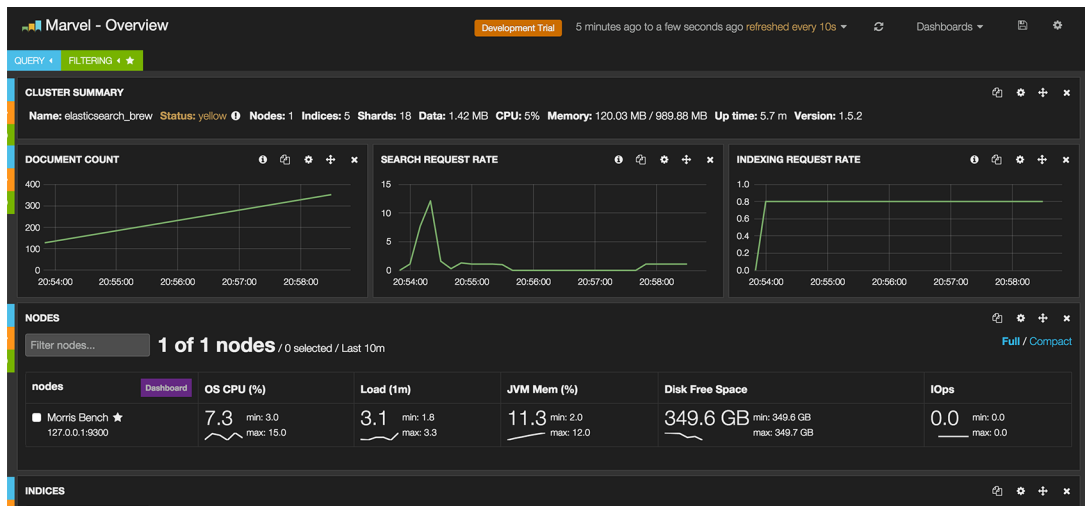 Marvel - Overview
Development Trial
5 minutes ago to a few seconds ago refreshed every 10s
Dashboards
QUERY
FILTERING
CLUSTER SUMMARY
Name: elasticsearch_brew Status: yellow Nodes: 1 Indices: 5 Shards: 18 Data: 1.42 MB CPU: 5% Memory: 120.03 MB / 989.88 MB Up time: 5.7 m Version: 1.5.2
DOCUMENT COUNT
400
300
200
100
0
20:54:00 20:55:00 20:56:00 20:57:00 20:58:00
SEARCH REQUEST RATE
15
10
5
0
20:54:00 20:55:00 20:56:00 20:57:00 20:58:00
INDEXING REQUEST RATE
1.0
0.8
0.6
0.4
0.2
0.0
20:54:00 20:55:00 20:56:00 20:57:00 20:58:00
NODES
Filter nodes...
1 of 1 nodes / 0 selected / Last 10m
Full / Compact
nodes Dashboard OS CPU (%) Load (1m) JVM Mem (%) Disk Free Space IOps
Morris Bench
127.0.0.1:9300
7.3 min: 3.0
max: 15.0
3.1 min: 1.8
max: 3.3
11.3 min: 2.0
max: 12.0
349.6 GB min: 349.6 GB
max: 349.7 GB
0.0 min: 0.0
max: 0.0
INDICES